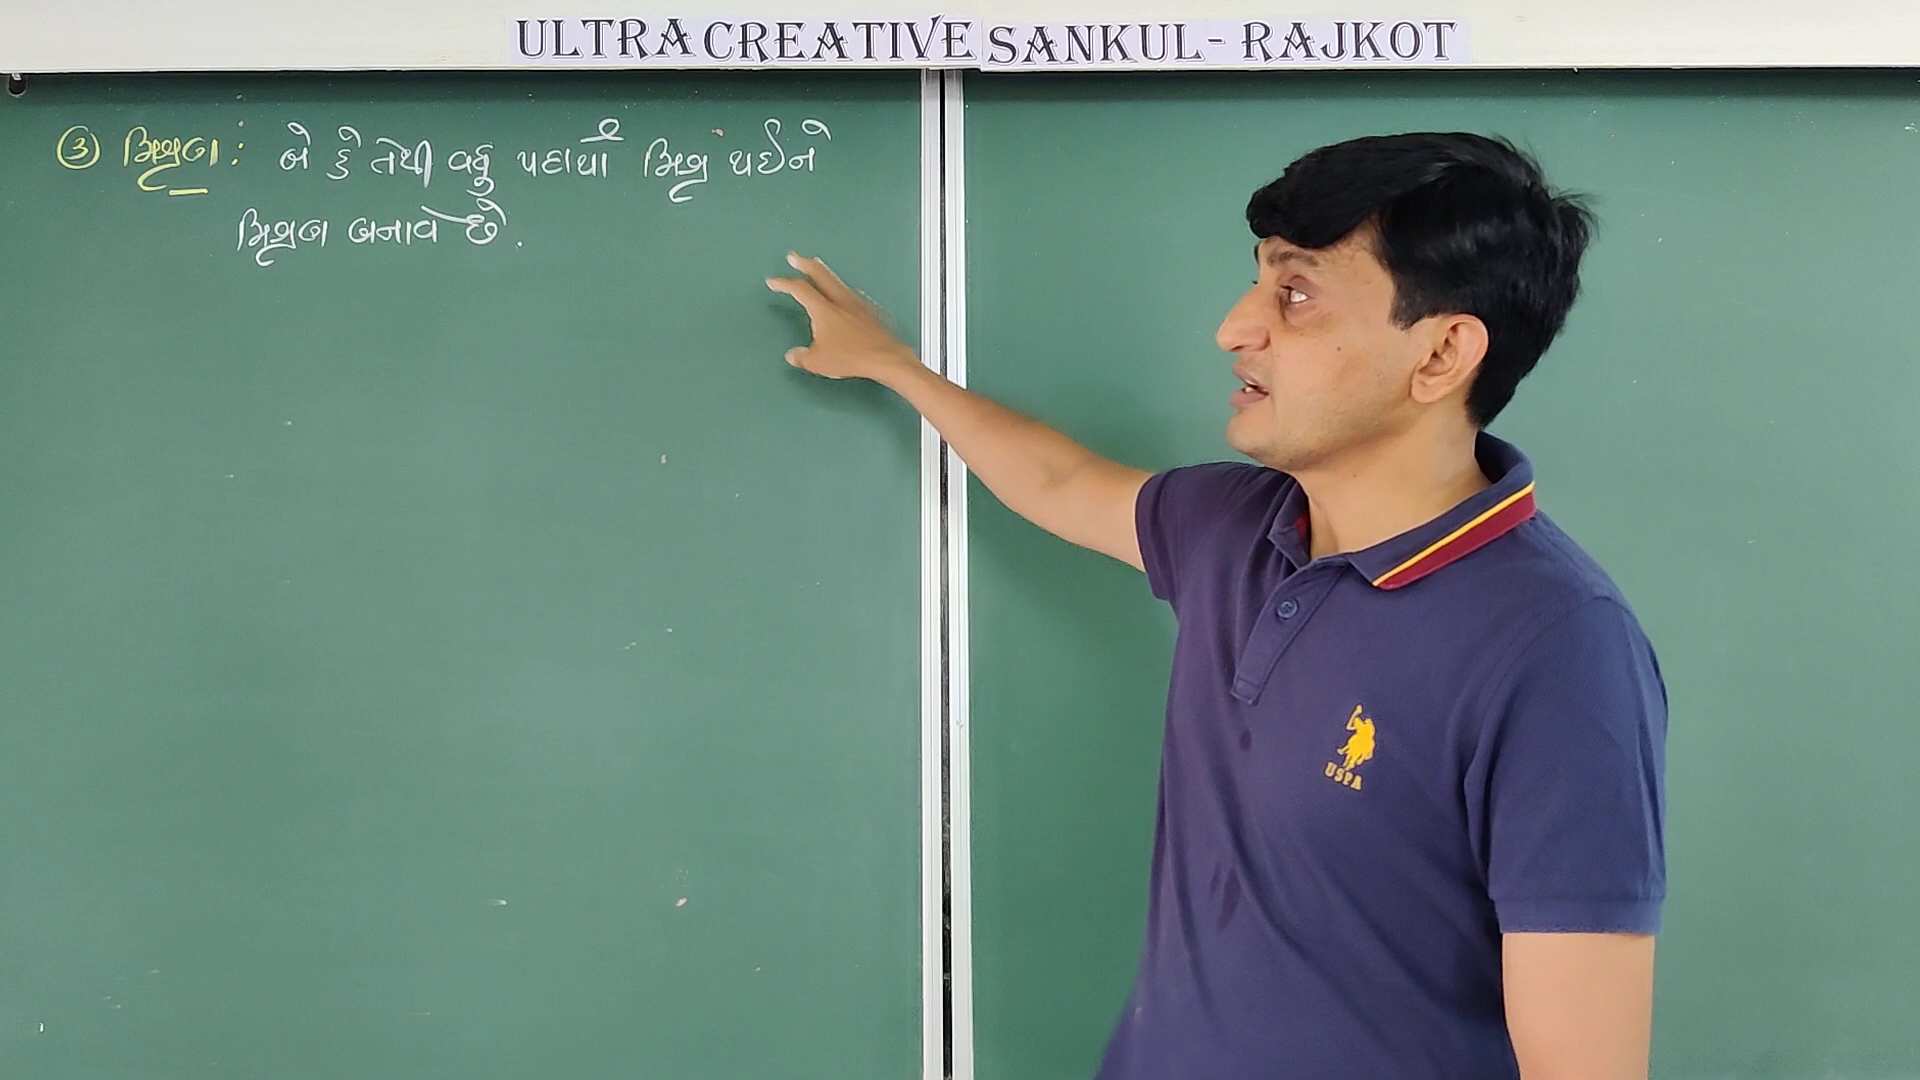 ULTRA CREATIVE SANKUL - RAJKOT
③ મિશ્રણ : બે કે તેથી વધુ પદાર્થો મિશ્ર થઈને
મિશ્રણ બનાવે છે.
USPA